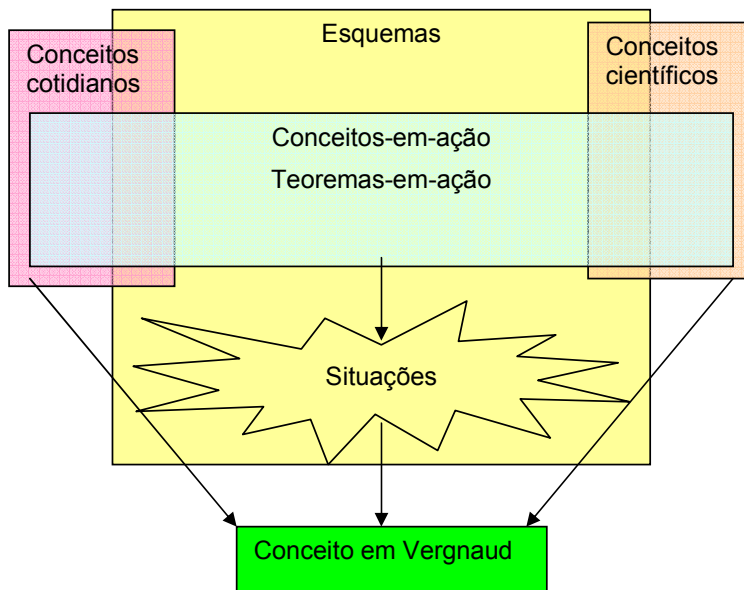 Esquemas
Conceitos
cotidianos
Conceitos
científicos
Conceitos-em-ação
Teoremas-em-ação
Situações
Conceito em Vergnaud